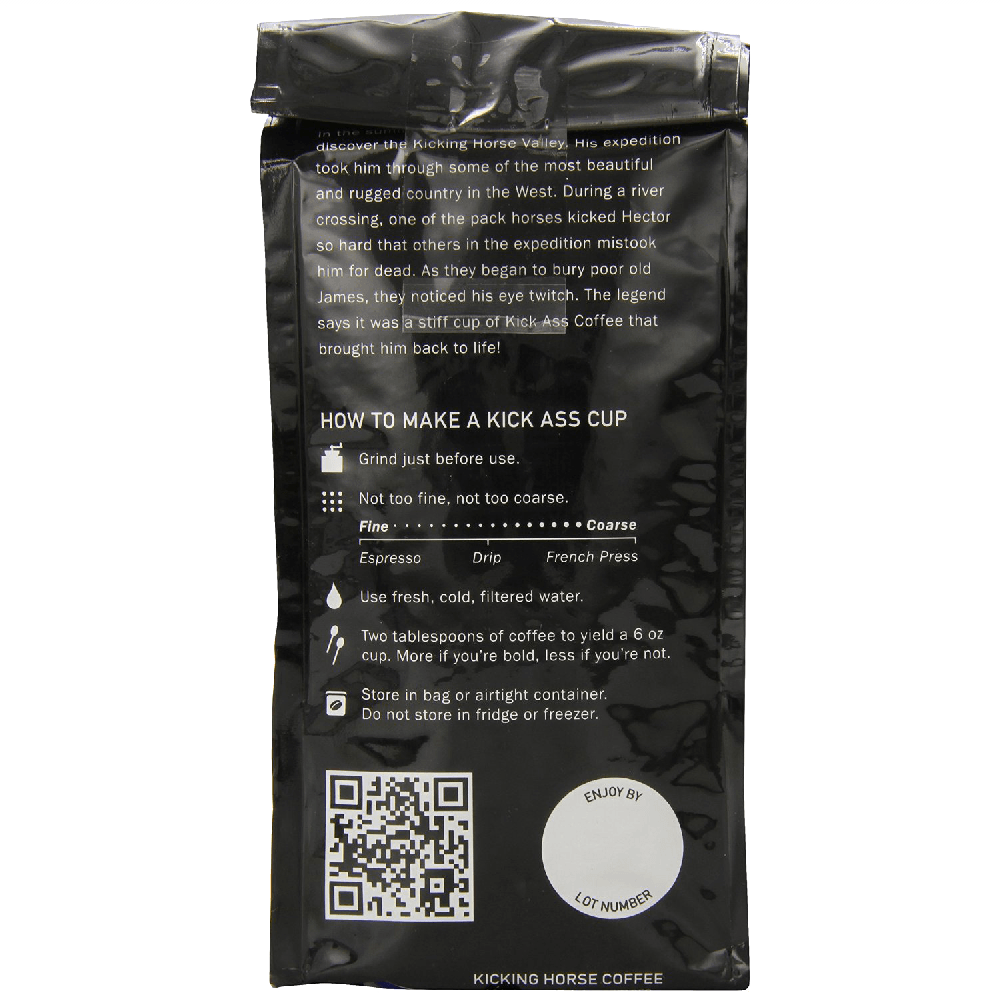 in the sum
discover the Kicking Horse Valley. His expedition
took him through some of the most beautiful
and rugged country in the West. During a river
crossing, one of the pack horses kicked Hector
so hard that others in the expedition mistook
him for dead. As they began to bury poor old
James, they noticed his eye twitch. The legend
says it was a stiff cup of Kick Ass Coffee that
brought him back to life!
HOW TO MAKE A KICK ASS CUP
Grind just before use.
Not too fine, not too coarse.
Fine Coarse
Espresso Drip French Press
Use fresh, cold, filtered water.
Two tablespoons of coffee to yield a 6 oz
cup. More if you're bold, less if you're not.
Store in bag or airtight container.
Do not store in fridge or freezer.
ENJOY BY
LOT NUMBER
KICKING HORSE COFFEE